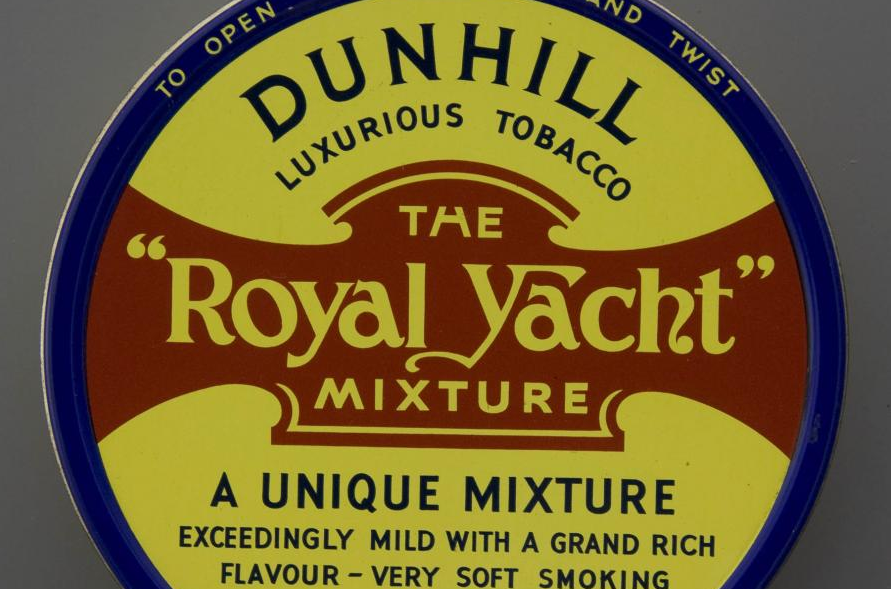 TO OPEN AND TWIST
DUNHILL
LUXURIOUS TOBACCO
THE
"Royal Yacht"
MIXTURE
A UNIQUE MIXTURE
EXCEEDINGLY MILD WITH A GRAND RICH
FLAVOUR – VERY SOFT SMOKING